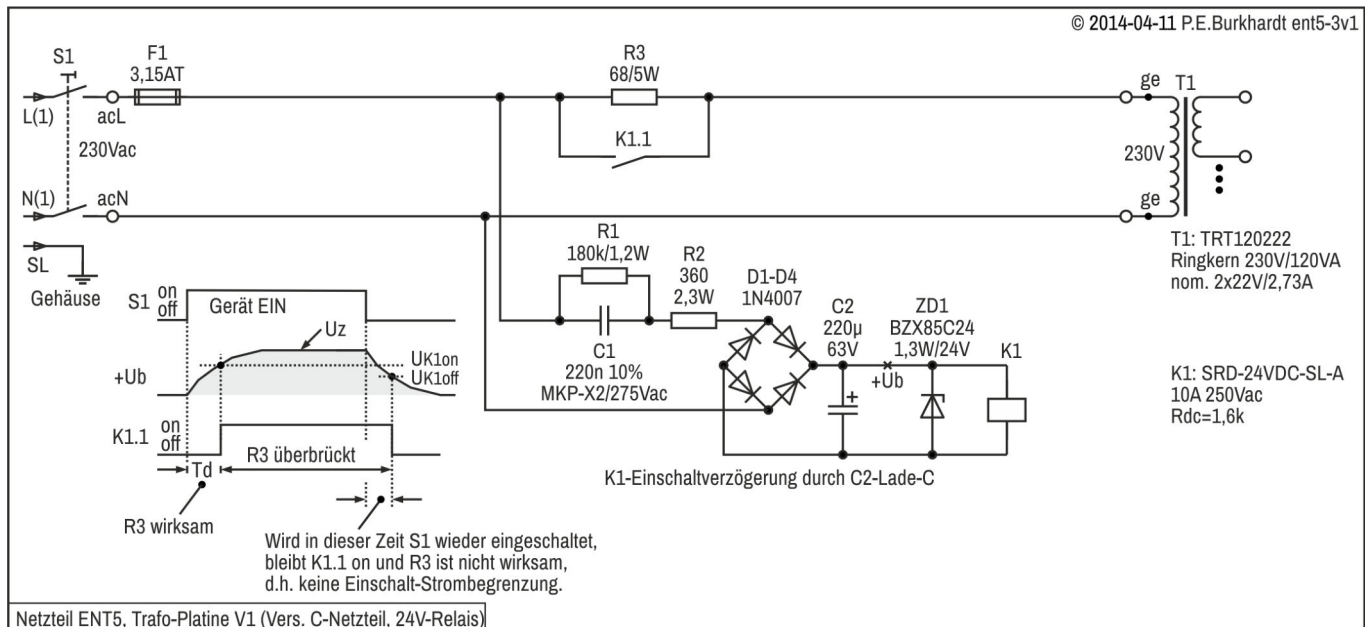 © 2014-04-11 P.E.Burkhardt ent5-3v1
S1
F1
3,15AT
R3
68/5W
ge
T1
L(1)
acL
K1.1
230Vac
230V
N(1)
acN
ge
SL
Gehäuse
R1
180k/1,2W
R2
360
2,3W
D1-D4
1N4007
C1
220n 10%
MKP-X2/275Vac
C2
220µ
63V
+
+Ub
ZD1
BZX85C24
1,3W/24V
K1
T1: TRT120222
Ringkern 230V/120VA
nom. 2x22V/2,73A
K1: SRD-24VDC-SL-A
10A 250Vac
Rdc=1,6k
S1 on
off
Gerät EIN
Uz
UK1on
UK1off
+Ub
K1.1 on
off
R3 überbrückt
Td
R3 wirksam
K1-Einschaltverzögerung durch C2-Lade-C
Wird in dieser Zeit S1 wieder eingeschaltet,
bleibt K1.1 on und R3 ist nicht wirksam,
d.h. keine Einschalt-Strombegrenzung.
Netzteil ENT5, Trafo-Platine V1 (Vers. C-Netzteil, 24V-Relais)